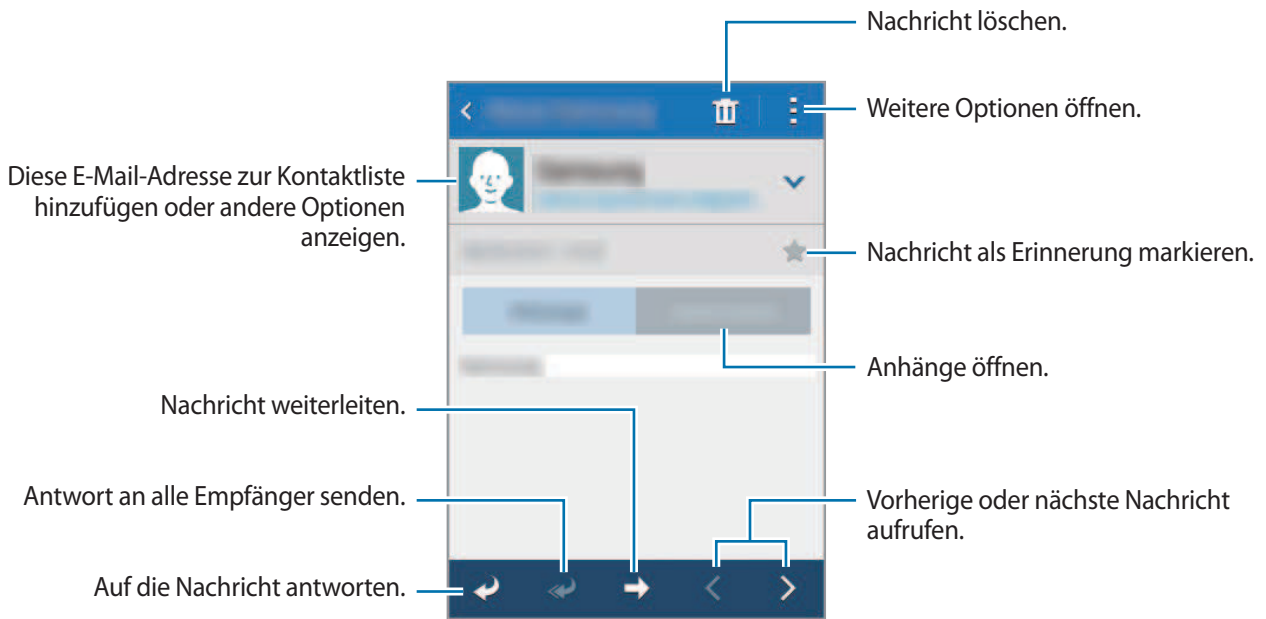 Nachricht löschen.
Weitere Optionen öffnen.
Diese E-Mail-Adresse zur Kontaktliste
hinzufügen oder andere Optionen
anzeigen.
Nachricht als Erinnerung markieren.
Anhänge öffnen.
Nachricht weiterleiten.
Antwort an alle Empfänger senden.
Vorherige oder nächste Nachricht
aufrufen.
Auf die Nachricht antworten.